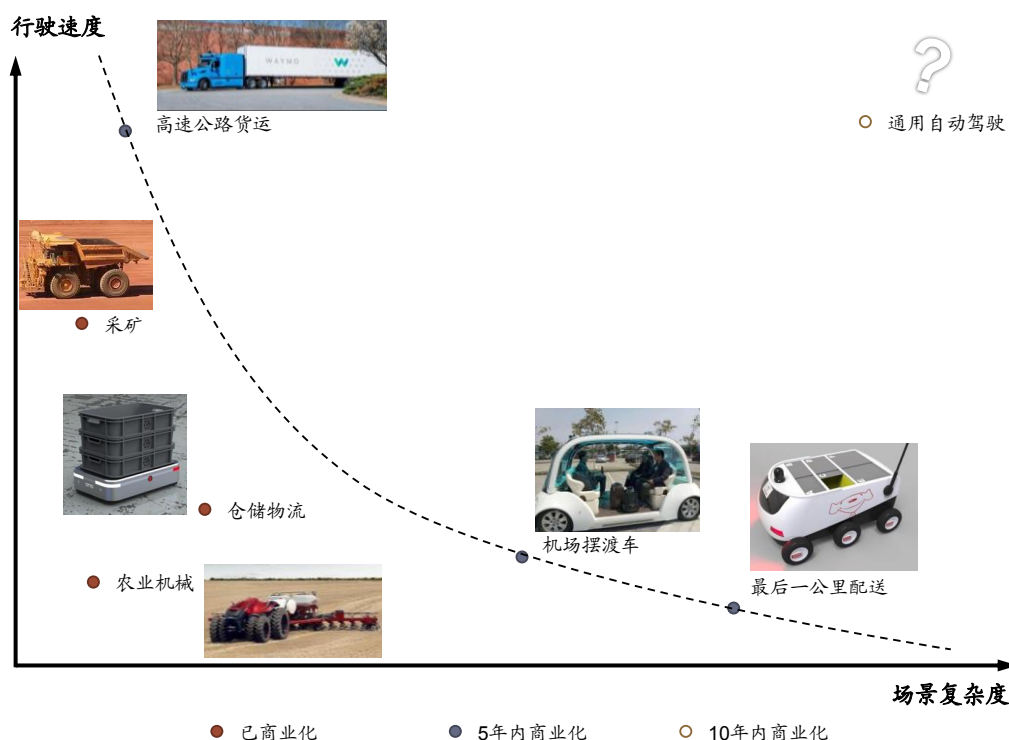 行驶速度
WAYMO
高速公路货运
?
通用自动驾驶
采矿
仓储物流
机场摆渡车
农业机械
最后一公里配送
场景复杂度
已商业化
5年内商业化
10年内商业化